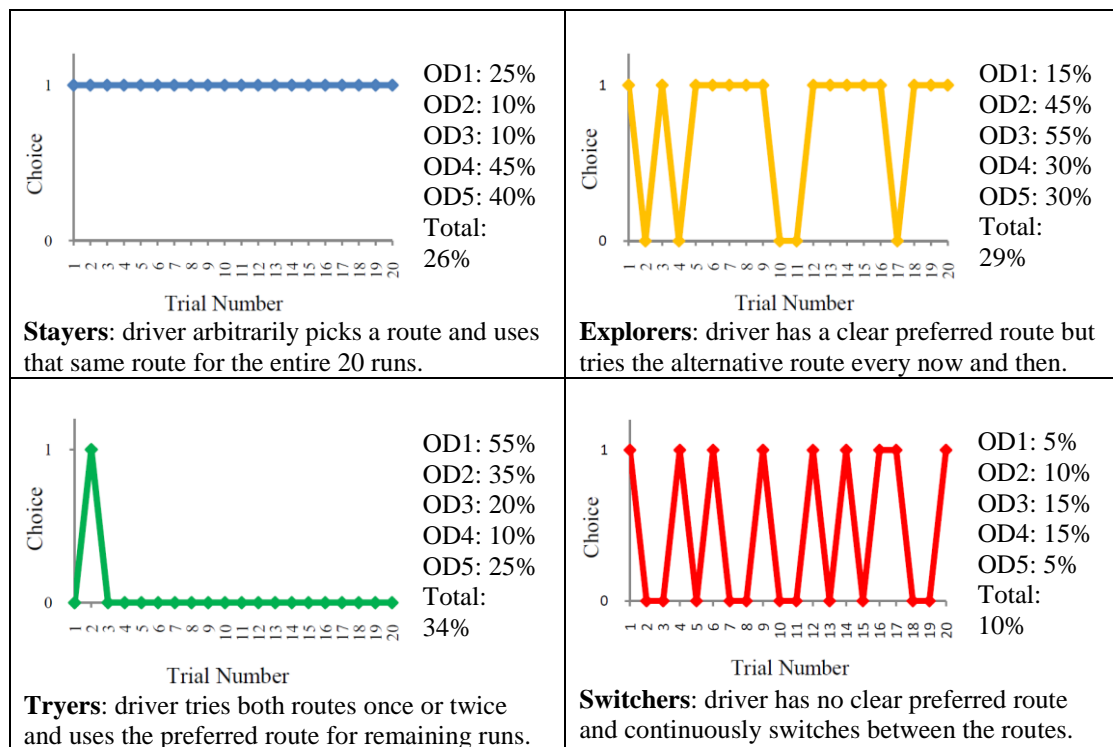 1
0
Choice
1 2 3 4 5 6 7 8 9 10 11 12 13 14 15 16 17 18 19 20
Trial Number
OD1: 25%
OD2: 10%
OD3: 10%
OD4: 45%
OD5: 40%
Total:
26%
Stayers: driver arbitrarily picks a route and uses
that same route for the entire 20 runs.
1
0
Choice
1 2 3 4 5 6 7 8 9 10 11 12 13 14 15 16 17 18 19 20
Trial Number
OD1: 15%
OD2: 45%
OD3: 55%
OD4: 30%
OD5: 30%
Total:
29%
Explorers: driver has a clear preferred route but
tries the alternative route every now and then.
1
0
Choice
1 2 3 4 5 6 7 8 9 10 11 12 13 14 15 16 17 18 19 20
Trial Number
OD1: 55%
OD2: 35%
OD3: 20%
OD4: 10%
OD5: 25%
Total:
34%
Tryers: driver tries both routes once or twice
and uses the preferred route for remaining runs.
1
0
Choice
1 2 3 4 5 6 7 8 9 10 11 12 13 14 15 16 17 18 19 20
Trial Number
OD1: 5%
OD2: 10%
OD3: 15%
OD4: 15%
OD5: 5%
Total:
10%
Switchers: driver has no clear preferred route
and continuously switches between the routes.